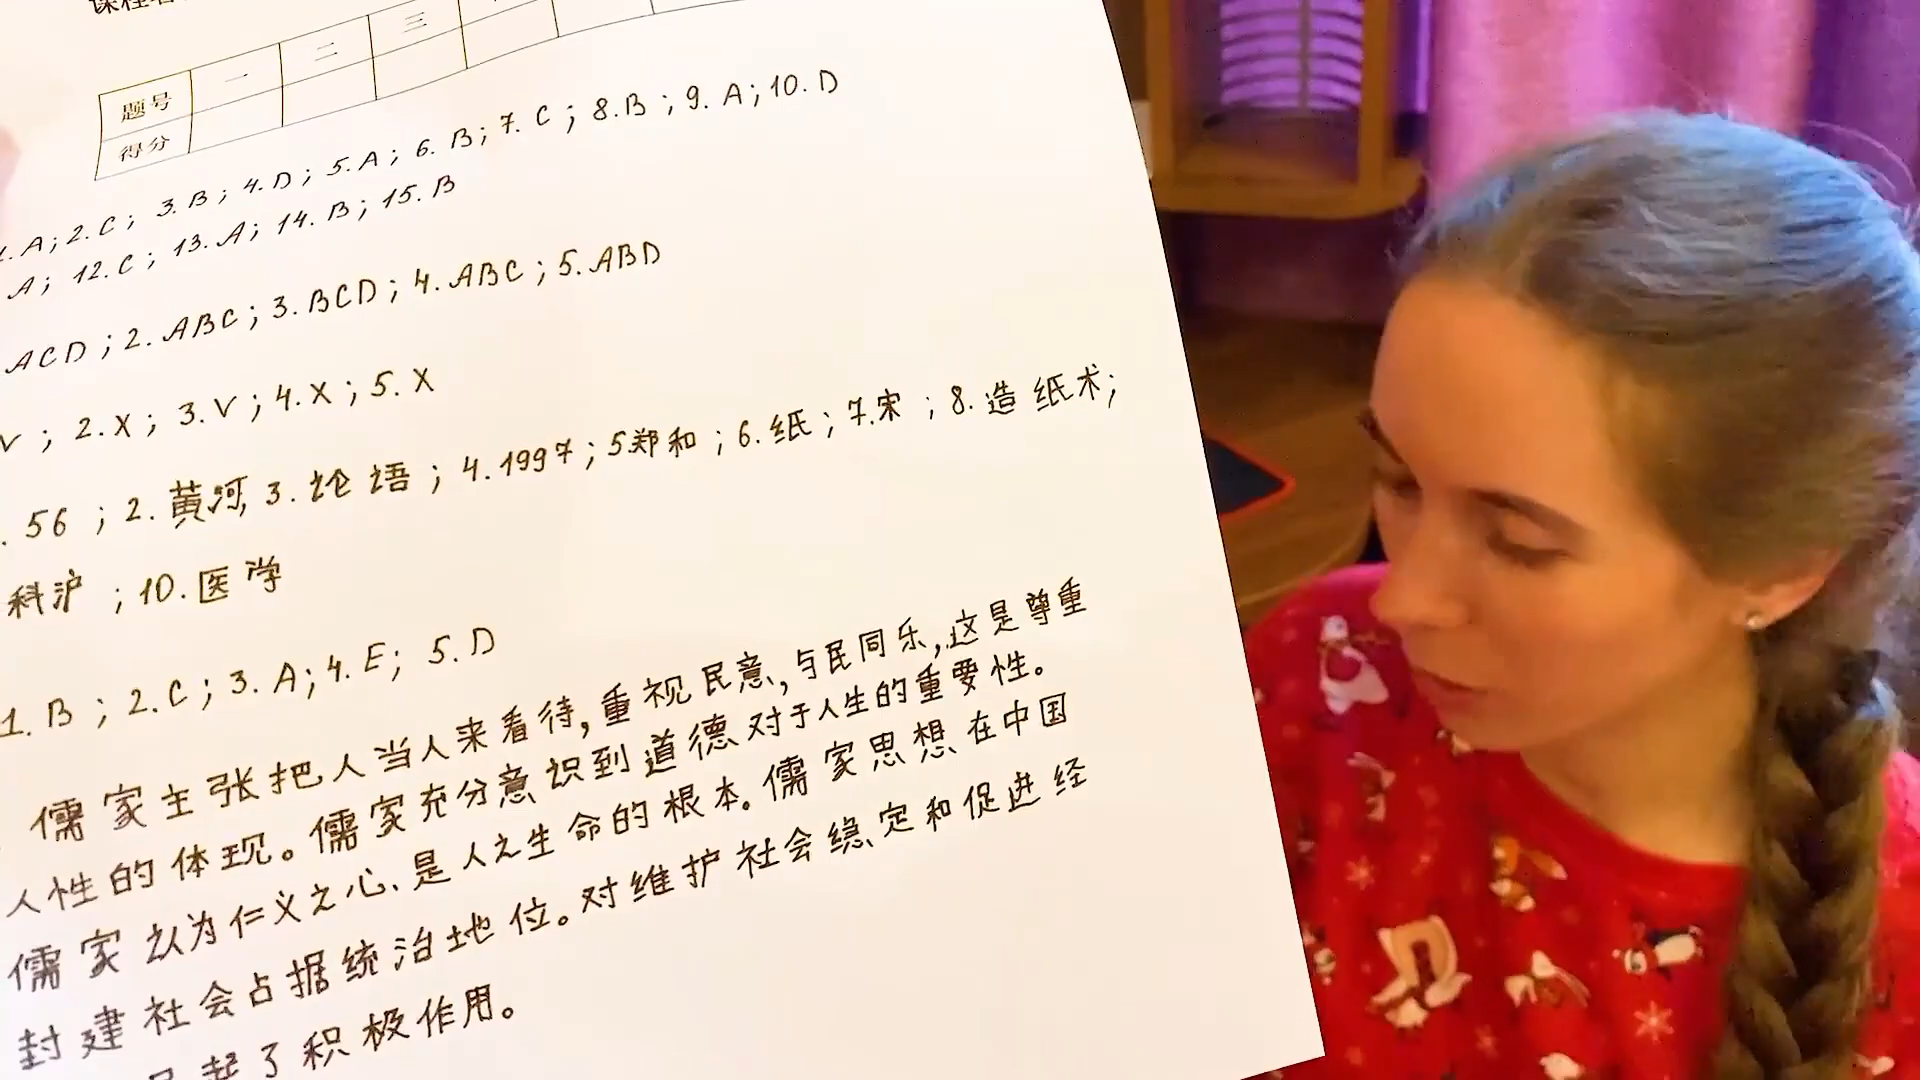 课程
一 二 三
题号
得分
1. A; 2. C; 3. B; 4. D; 5. A; 6. B; 7. C; 8. B; 9. A; 10. D
A; 12. C; 13. A; 14. B; 15. B
ACD; 2. ABC; 3. BCD; 4. ABC; 5. ABD
V; 2. X; 3. V; 4. X; 5. X
. 56; 2. 黄河, 3. 论语; 4. 1997; 5 郑和; 6. 纸; 7. 宋; 8. 造纸术;
科沪; 10. 医学
1. B; 2. C; 3. A; 4. E; 5. D
儒家主张把人当人来看待,重视民意,与民同乐,这是尊重
人性的体现。儒家充分意识到道德对于人生的重要性。
儒家认为仁义之心、是人之生命的根本。儒家思想在中国
封建社会占据统治地位。对维护社会稳定和促进经
起了积极作用。